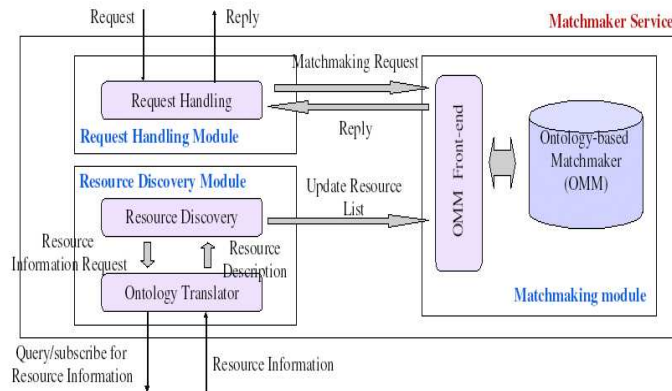 Request
Reply
Matchmaker Service
Matchmaking Request
Request Handling
Reply
Request Handling Module
OMM Front-end
Ontology-based
Matchmaker
(OMM)
Resource Discovery Module
Resource Discovery
Update Resource
List
Resource
Information Request
Resource
Description
Ontology Translator
Matchmaking module
Query/subscribe for
Resource Information
Resource Information